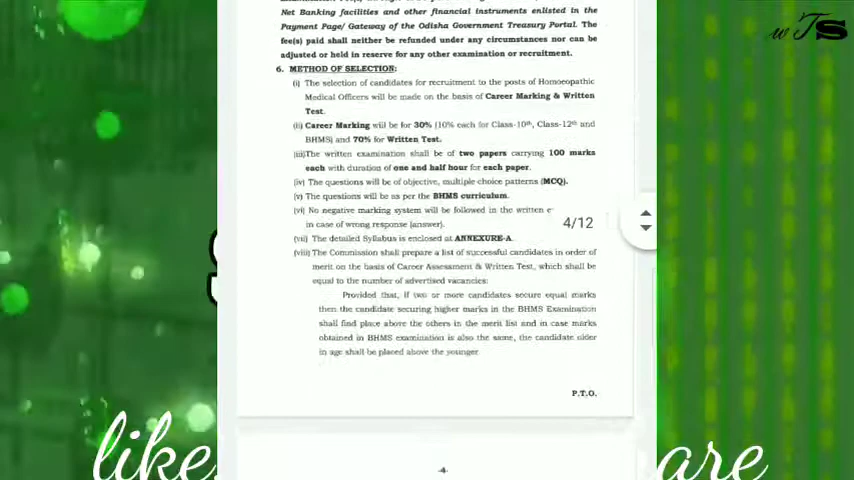 Net Banking facilities and other financial instruments enlisted in the
Payment Page/ Gateway of the Odisha Government Treasury Portal. The
fee(s) paid shall neither be refunded under any circumstances nor can be
adjusted or held in reserve for any other examination or recruitment.
6. METHOD OF SELECTION:
(i) The selection of candidates for recruitment to the posts of Homoeopathic
Medical Officers will be made on the basis of Career Marking & Written
Test.
(ii) Career Marking will be for 30% (10% each for Class-10th, Class-12th and
BHMS) and 70% for Written Test.
(iii)The written examination shall be of two papers carrying 100 marks
each with duration of one and half hour for each paper.
(iv) The questions will be of objective, multiple choice patterns (MCQ).
(v) The questions will be as per the BHMS curriculum.
(vi) No negative marking system will be followed in the written e
in case of wrong response (answer).
4/12
(vii) The detailed Syllabus is enclosed at ANNEXURE-A.
(viii) The Commission shall prepare a list of successful candidates in order of
merit on the basis of Career Assessment & Written Test, which shall be
equal to the number of advertised vacancies:
Provided that, if two or more candidates secure equal marks
then the candidate securing higher marks in the BHMS Examination
shall find place above the others in the merit list and in case marks
obtained in BHMS examination is also the same, the candidate older
in age shall be placed above the younger
P.T.O.
-4-
like
are
wTS